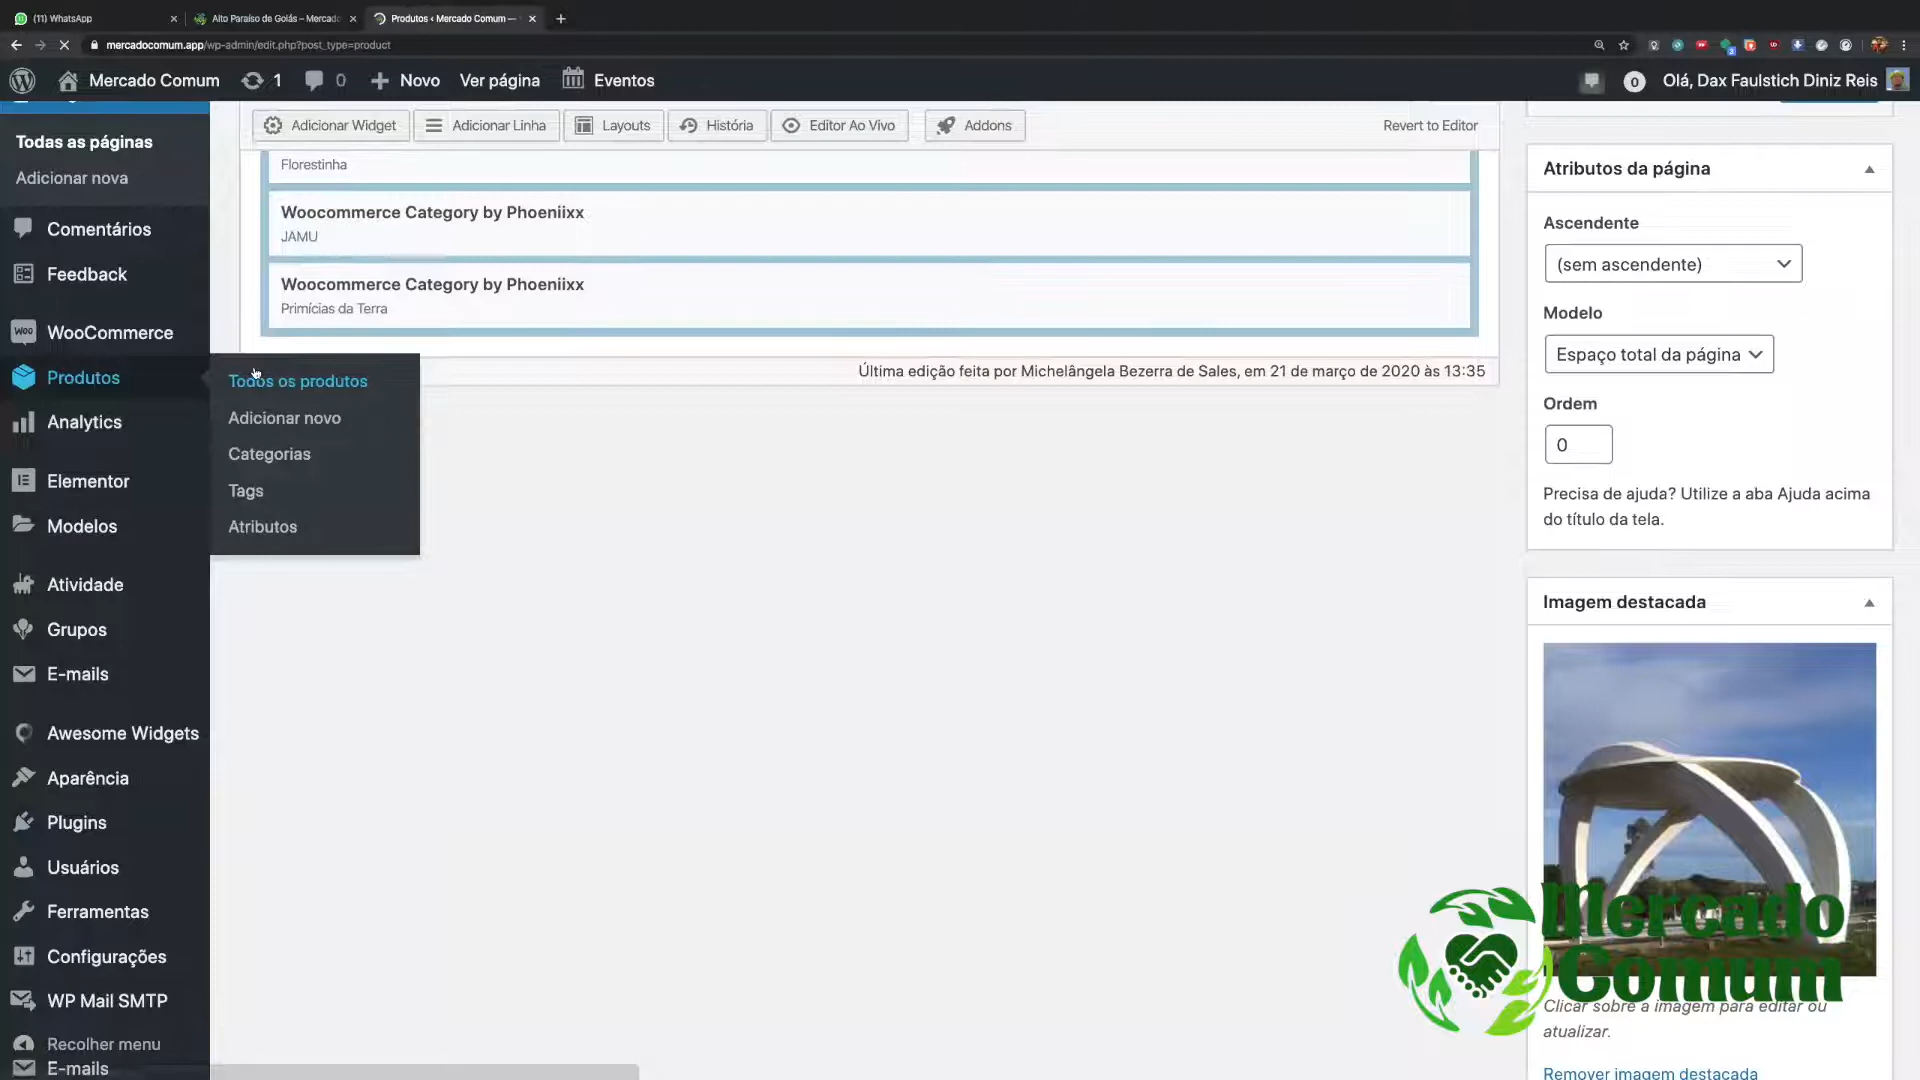 (11) WhatsApp
Alto Paraíso de Goiás – Mercado
Produtos ‹ Mercado Comum —
mercadocomum.app/wp-admin/edit.php?post_type=product
Mercado Comum
1
0
Novo
Ver página
Eventos
0
Olá, Dax Faulstich Diniz Reis
Todas as páginas
Adicionar nova
Comentários
Feedback
WooCommerce
Produtos
Analytics
Elementor
Modelos
Atividade
Grupos
E-mails
Awesome Widgets
Aparência
Plugins
Usuários
Ferramentas
Configurações
WP Mail SMTP
Recolher menu
E-mails
Todos os produtos
Adicionar novo
Categorias
Tags
Atributos
Adicionar Widget
Adicionar Linha
Layouts
História
Editor Ao Vivo
Addons
Revert to Editor
Florestinha
Woocommerce Category by Phoeniixx
JAMU
Woocommerce Category by Phoeniixx
Primícias da Terra
Última edição feita por Michelângela Bezerra de Sales, em 21 de março de 2020 às 13:35
Atributos da página
Ascendente
(sem ascendente)
Modelo
Espaço total da página
Ordem
0
Precisa de ajuda? Utilize a aba Ajuda acima
do título da tela.
Imagem destacada
Mercado
Comum
Clicar sobre a imagem para editar ou
atualizar.
Remover imagem destacada